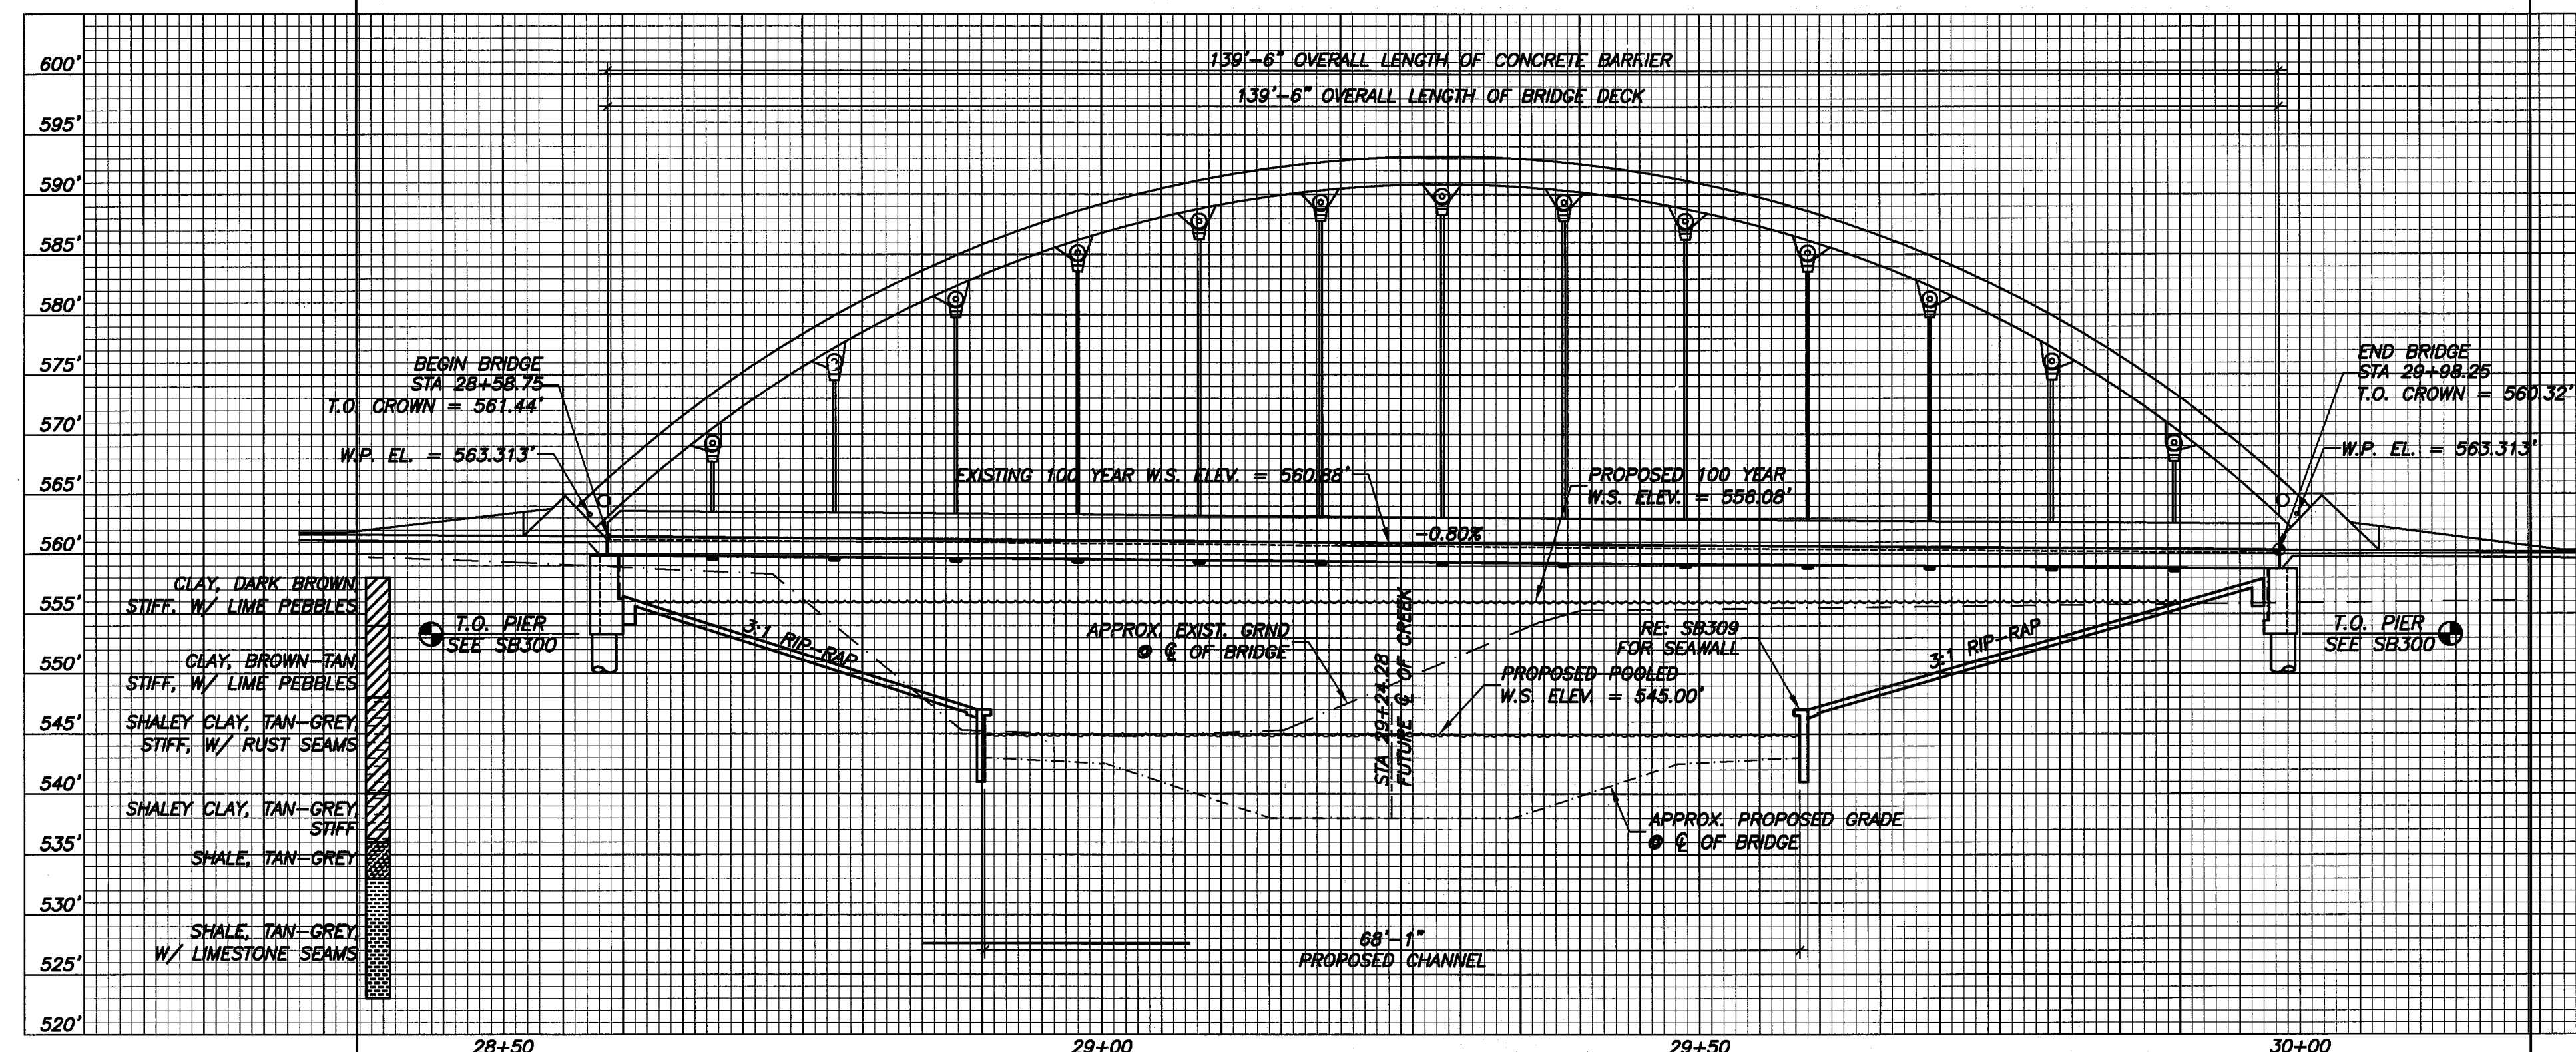 139'-6" OVERALL LENGTH OF CONCRETE BARRIER
139'-6" OVERALL LENGTH OF BRIDGE DECK
600'
595'
590'
585'
580'
575'
570'
565'
560'
555'
550'
545'
540'
535'
530'
525'
520'
BEGIN BRIDGE
STA 28+58.75
T.O. CROWN = 561.44'
W.P. EL. = 563.313'
END BRIDGE
STA 29+98.25
T.O. CROWN = 560.32'
W.P. EL. = 563.313'
EXISTING 100 YEAR W.S. ELEV. = 560.88'
PROPOSED 100 YEAR
W.S. ELEV. = 556.08'
-0.80%
CLAY, DARK BROWN,
STIFF, W/ LIME PEBBLES
CLAY, BROWN-TAN,
STIFF, W/ LIME PEBBLES
SHALEY CLAY, TAN-GREY,
STIFF, W/ RUST SEAMS
SHALEY CLAY, TAN-GREY,
STIFF
SHALE, TAN-GREY
SHALE, TAN-GREY,
W/ LIMESTONE SEAMS
T.O. PIER
SEE SB300
3:1 RIP-RAP
APPROX. EXIST. GRND
@ ℄ OF BRIDGE
STA 29+24.28
FUTURE ℄ OF CREEK
RE: SB309
FOR SEAWALL
PROPOSED POOLED
W.S. ELEV. = 545.00'
3:1 RIP-RAP
T.O. PIER
SEE SB300
APPROX. PROPOSED GRADE
@ ℄ OF BRIDGE
68'-1"
PROPOSED CHANNEL
28+50
29+00
29+50
30+00